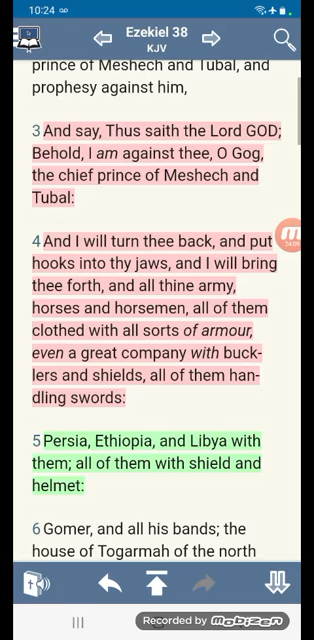 10:24
Ezekiel 38
KJV
prince of Meshech and Tubal, and
prophesy against him,
3 And say, Thus saith the Lord GOD;
Behold, I am against thee, O Gog,
the chief prince of Meshech and
Tubal:
4 And I will turn thee back, and put
hooks into thy jaws, and I will bring
thee forth, and all thine army,
horses and horsemen, all of them
clothed with all sorts of armour,
even a great company with buck-
lers and shields, all of them han-
dling swords:
5 Persia, Ethiopia, and Libya with
them; all of them with shield and
helmet:
6 Gomer, and all his bands; the
house of Togarmah of the north
Recorded by mobizen